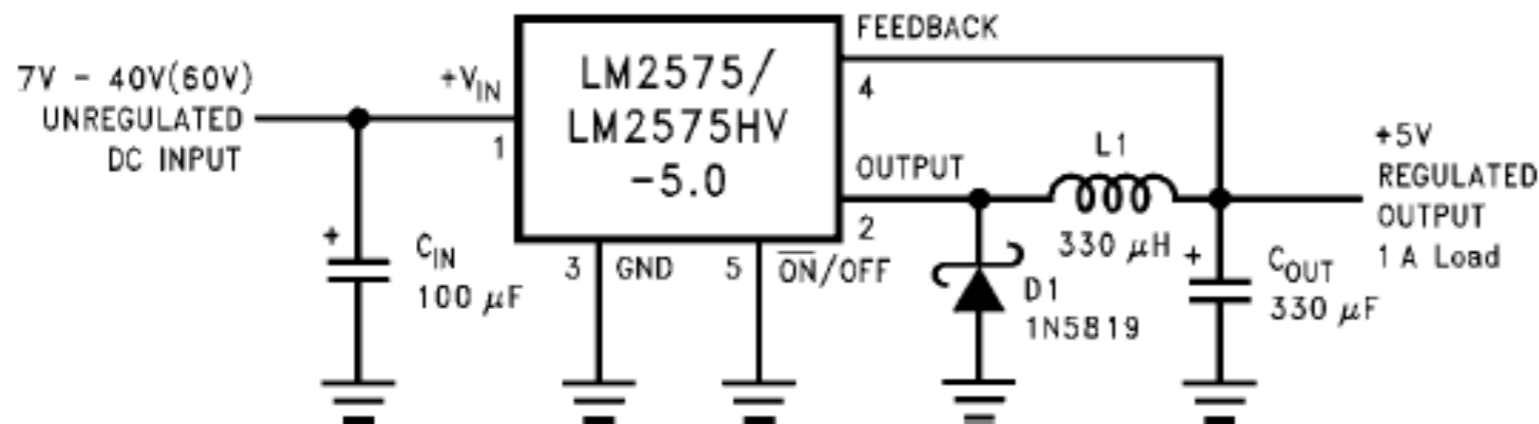 7V - 40V(60V)
UNREGULATED
DC INPUT
+VIN
1
CIN
100 μF
+
LM2575/
LM2575HV
-5.0
3 GND
5 ON/OFF
FEEDBACK
4
OUTPUT
2
L1
330 μH
D1
1N5819
+
COUT
330 μF
+5V
REGULATED
OUTPUT
1A Load